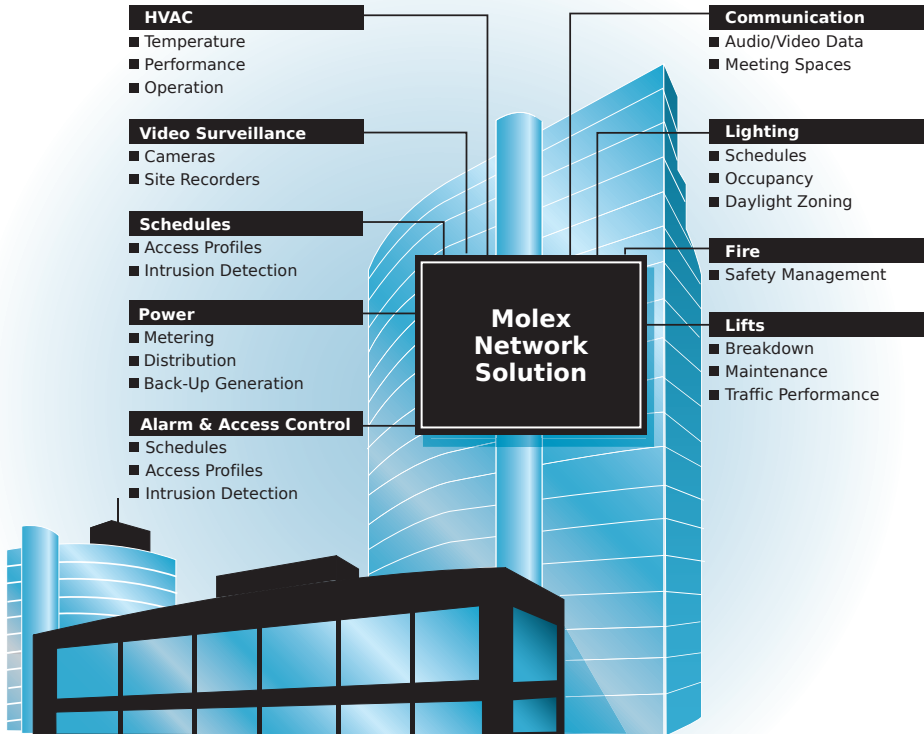 HVAC
Temperature
Performance
Operation
Video Surveillance
Cameras
Site Recorders
Schedules
Access Profiles
Intrusion Detection
Power
Metering
Distribution
Back-Up Generation
Alarm & Access Control
Schedules
Access Profiles
Intrusion Detection
Molex
Network
Solution
Communication
Audio/Video Data
Meeting Spaces
Lighting
Schedules
Occupancy
Daylight Zoning
Fire
Safety Management
Lifts
Breakdown
Maintenance
Traffic Performance